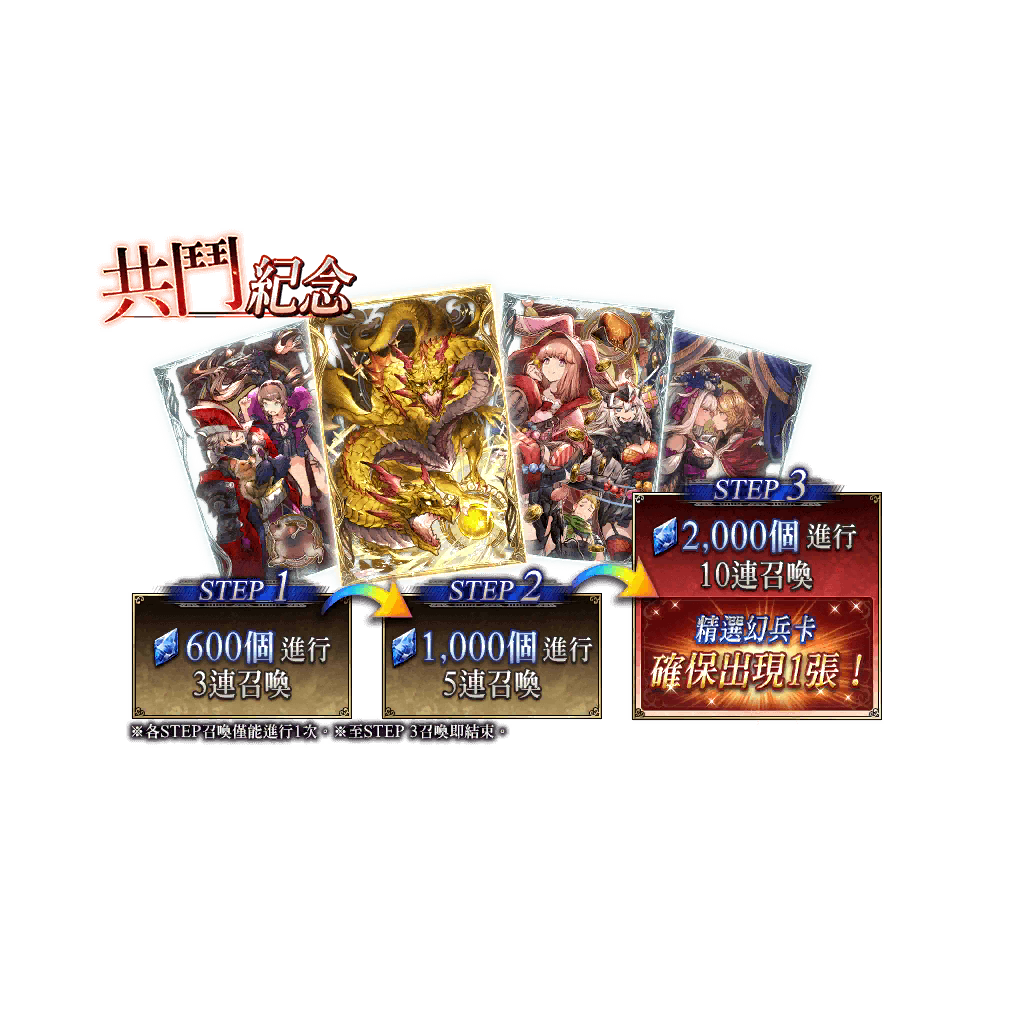 共鬥紀念
STEP 1
600個 進行
3連召喚
STEP 2
1,000個 進行
5連召喚
STEP 3
2,000個 進行
10連召喚
精選幻兵卡
確保出現1張！
※各STEP召喚僅能進行1次。※至STEP 3召喚即結束。